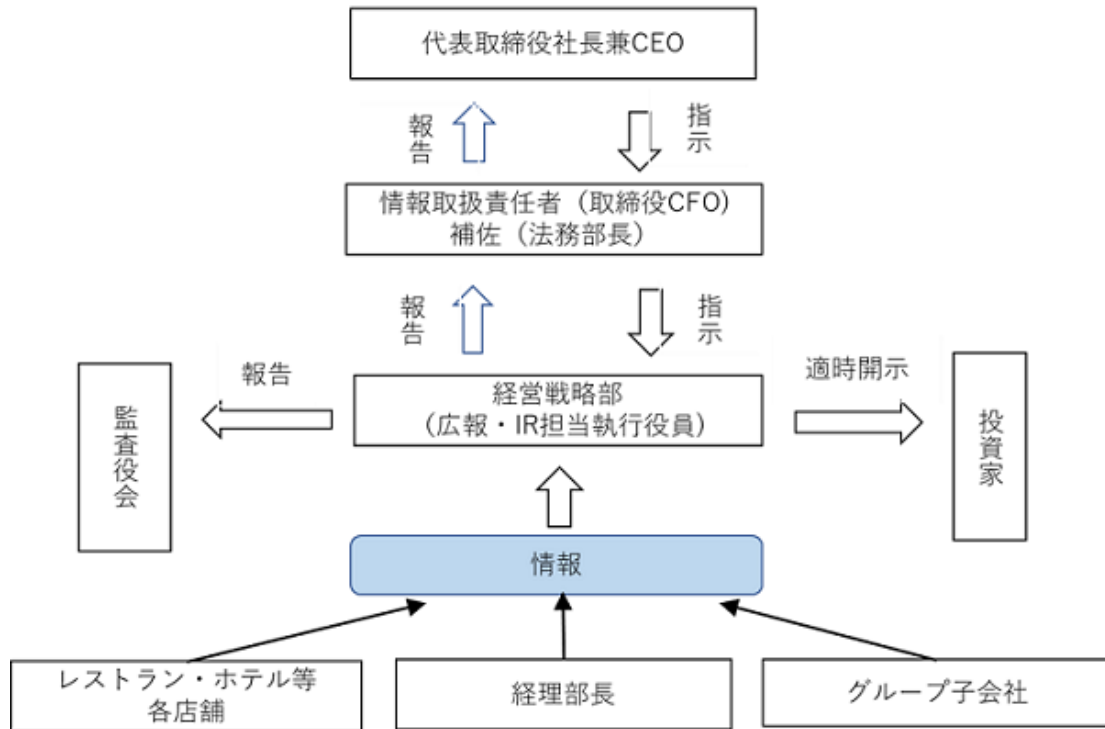 代表取締役社長兼CEO
報告
指示
情報取扱責任者（取締役CFO)
補佐（法務部長）
報告
指示
報告
適時開示
監査役会
経営戦略部
（広報・IR担当執行役員）
投資家
情報
レストラン・ホテル等
各店舗
経理部長
グループ子会社